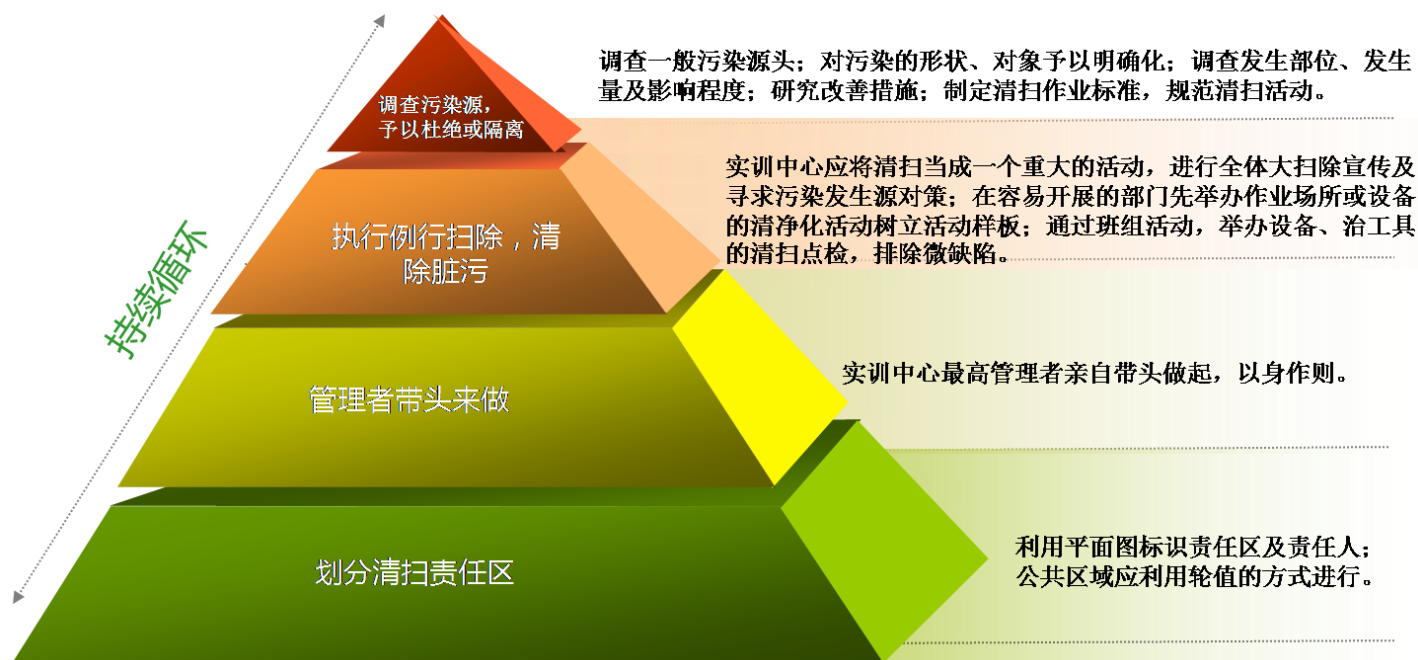 调查一般污染源头；对污染的形状、对象予以明确化；调查发生部位、发生
量及影响程度；研究改善措施；制定清扫作业标准，规范清扫活动。
调查污染源，
予以杜绝或隔离
实训中心应将清扫当成一个重大的活动，进行全体大扫除宣传及
寻求污染发生源对策；在容易开展的部门先举办作业场所或设备
的清净化活动树立活动样板；通过班组活动，举办设备、治工具
的清扫点检，排除微缺陷。
执行例行扫除，清
除脏污
持续循环
管理者带头来做
实训中心最高管理者亲自带头做起，以身作则。
划分清扫责任区
利用平面图标识责任区及责任人；
公共区域应利用轮值的方式进行。